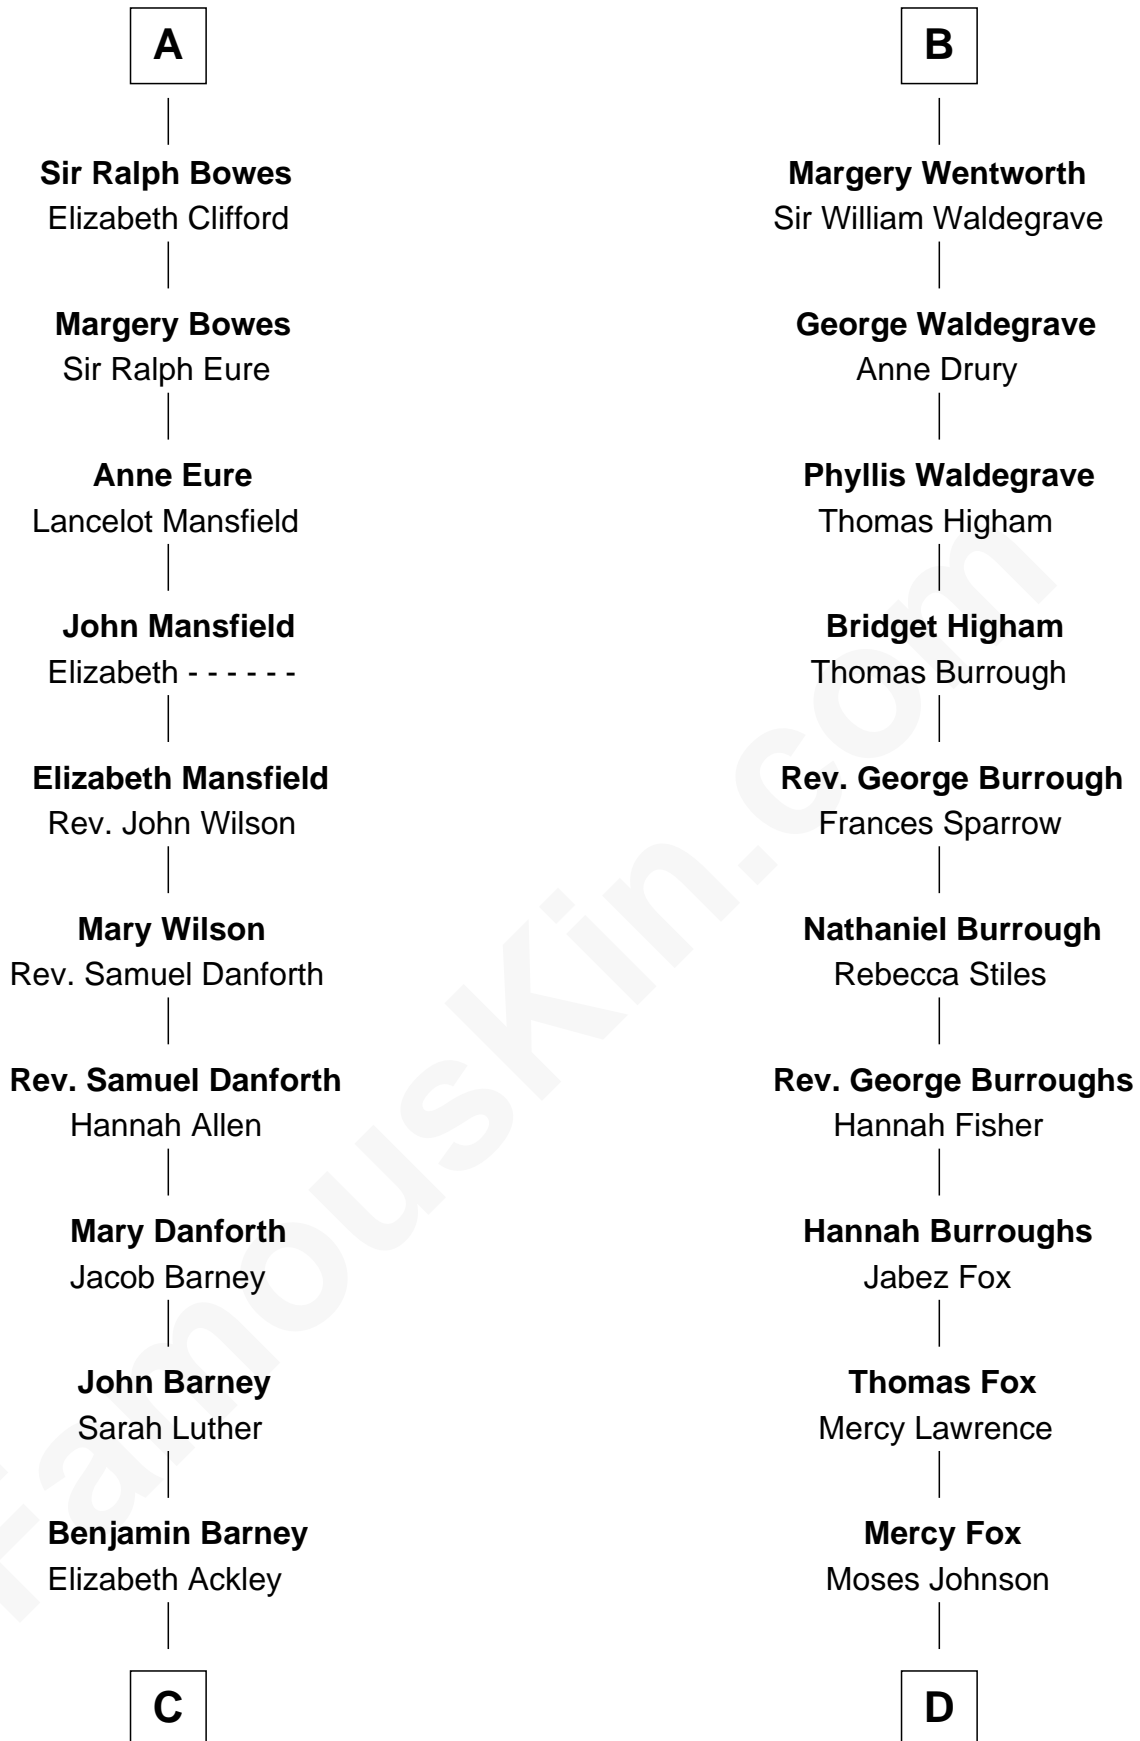 A
Sir Ralph Bowes
Elizabeth Clifford
Margery Bowes
Sir Ralph Eure
Anne Eure
Lancelot Mansfield
John Mansfield
Elizabeth - - - - - -
Elizabeth Mansfield
Rev. John Wilson
Mary Wilson
Rev. Samuel Danforth
Rev. Samuel Danforth
Hannah Allen
Mary Danforth
Jacob Barney
John Barney
Sarah Luther
Benjamin Barney
Elizabeth Ackley
C
B
Margery Wentworth
Sir William Waldegrave
George Waldegrave
Anne Drury
Phyllis Waldegrave
Thomas Higham
Bridget Higham
Thomas Burrough
Rev. George Burrough
Frances Sparrow
Nathaniel Burrough
Rebecca Stiles
Rev. George Burroughs
Hannah Fisher
Hannah Burroughs
Jabez Fox
Thomas Fox
Mercy Lawrence
Mercy Fox
Moses Johnson
D
FamousKin.com